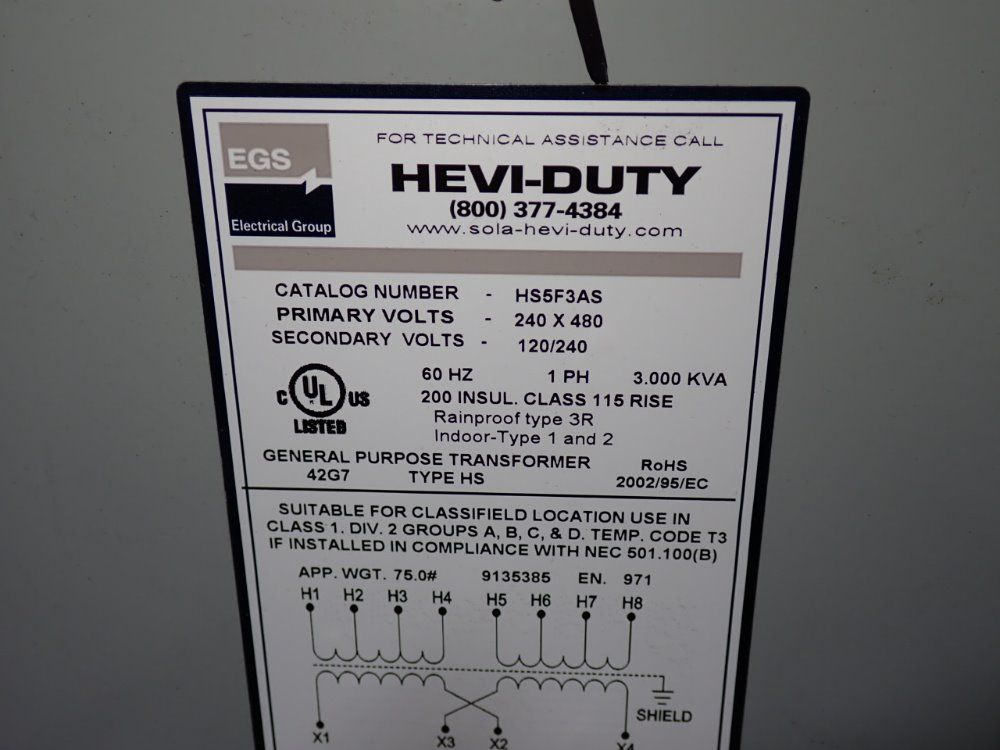 EGS
Electrical Group
FOR TECHNICAL ASSISTANCE CALL
HEVI-DUTY
(800) 377-4384
www.sola-hevi-duty.com
CATALOG NUMBER - HS5F3AS
PRIMARY VOLTS - 240 X 480
SECONDARY VOLTS - 120/240
60 HZ 1 PH 3.000 KVA
C UL US
LISTED
200 INSUL. CLASS 115 RISE
Rainproof type 3R
Indoor-Type 1 and 2
GENERAL PURPOSE TRANSFORMER RoHS
42G7 TYPE HS 2002/95/EC
SUITABLE FOR CLASSIFIELD LOCATION USE IN
CLASS 1. DIV. 2 GROUPS A, B, C, & D. TEMP. CODE T3
IF INSTALLED IN COMPLIANCE WITH NEC 501.100(B)
APP. WGT. 75.0# 9135385 EN. 971
H1 H2 H3 H4 H5 H6 H7 H8
SHIELD
X1 X3 X2 X4